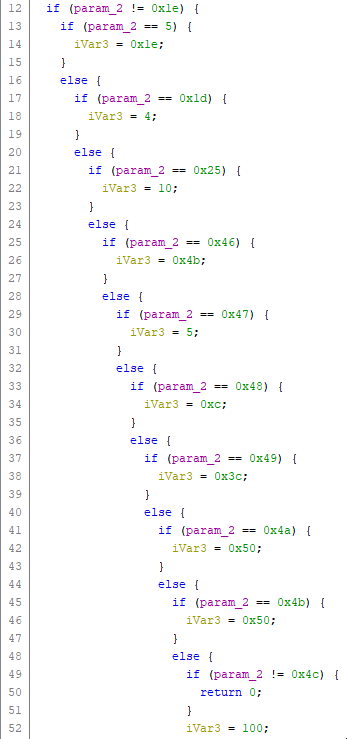 12 if (param_2 != 0x1e) {
13 if (param_2 == 5) {
14 iVar3 = 0x1e;
15 }
16 else {
17 if (param_2 == 0x1d) {
18 iVar3 = 4;
19 }
20 else {
21 if (param_2 == 0x25) {
22 iVar3 = 10;
23 }
24 else {
25 if (param_2 == 0x46) {
26 iVar3 = 0x4b;
27 }
28 else {
29 if (param_2 == 0x47) {
30 iVar3 = 5;
31 }
32 else {
33 if (param_2 == 0x48) {
34 iVar3 = 0xc;
35 }
36 else {
37 if (param_2 == 0x49) {
38 iVar3 = 0x3c;
39 }
40 else {
41 if (param_2 == 0x4a) {
42 iVar3 = 0x50;
43 }
44 else {
45 if (param_2 == 0x4b) {
46 iVar3 = 0x50;
47 }
48 else {
49 if (param_2 != 0x4c) {
50 return 0;
51 }
52 iVar3 = 100;